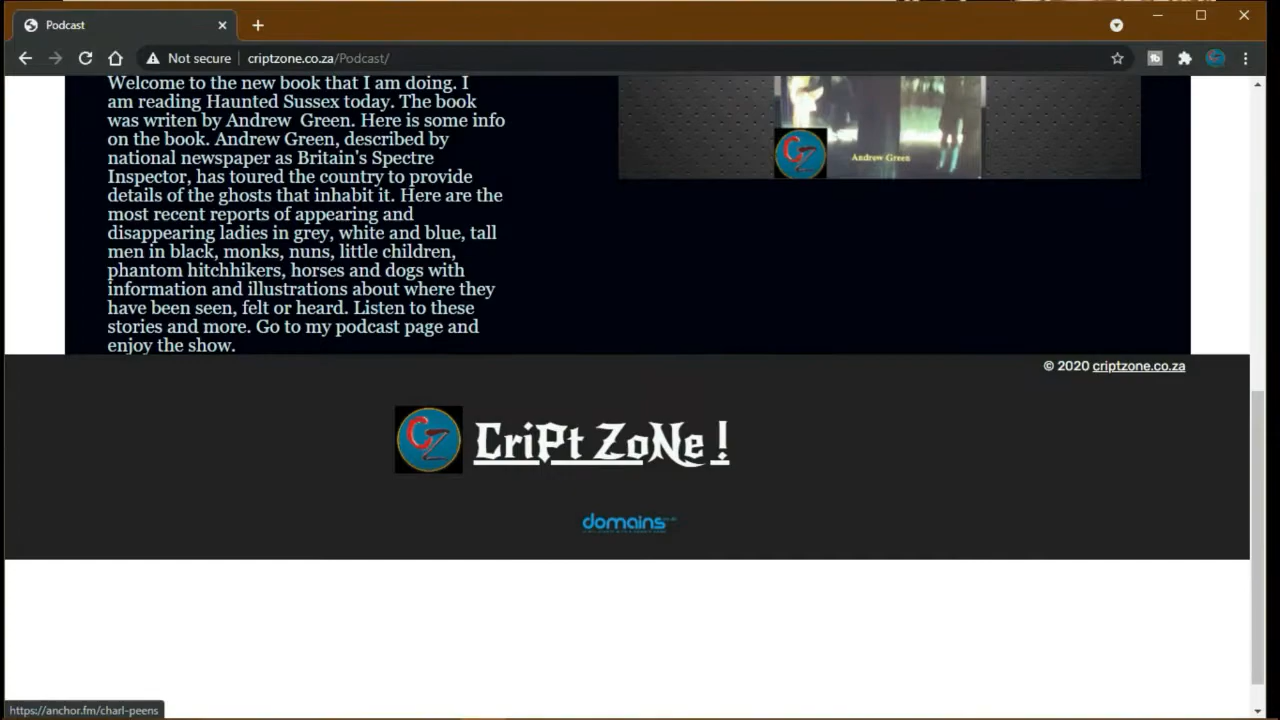 Podcast
Not secure
criptzone.co.za/Podcast/
Welcome to the new book that I am doing. I
am reading Haunted Sussex today. The book
was writen by Andrew Green. Here is some info
on the book. Andrew Green, described by
national newspaper as Britain's Spectre
Inspector, has toured the country to provide
details of the ghosts that inhabit it. Here are the
most recent reports of appearing and
disappearing ladies in grey, white and blue, tall
men in black, monks, nuns, little children,
phantom hitchhikers, horses and dogs with
information and illustrations about where they
have been seen, felt or heard. Listen to these
stories and more. Go to my podcast page and
enjoy the show.
CZ
Andrew Green
© 2020 criptzone.co.za
CZ
CriPt ZoNe !
domains
https://anchor.fm/charl-peens